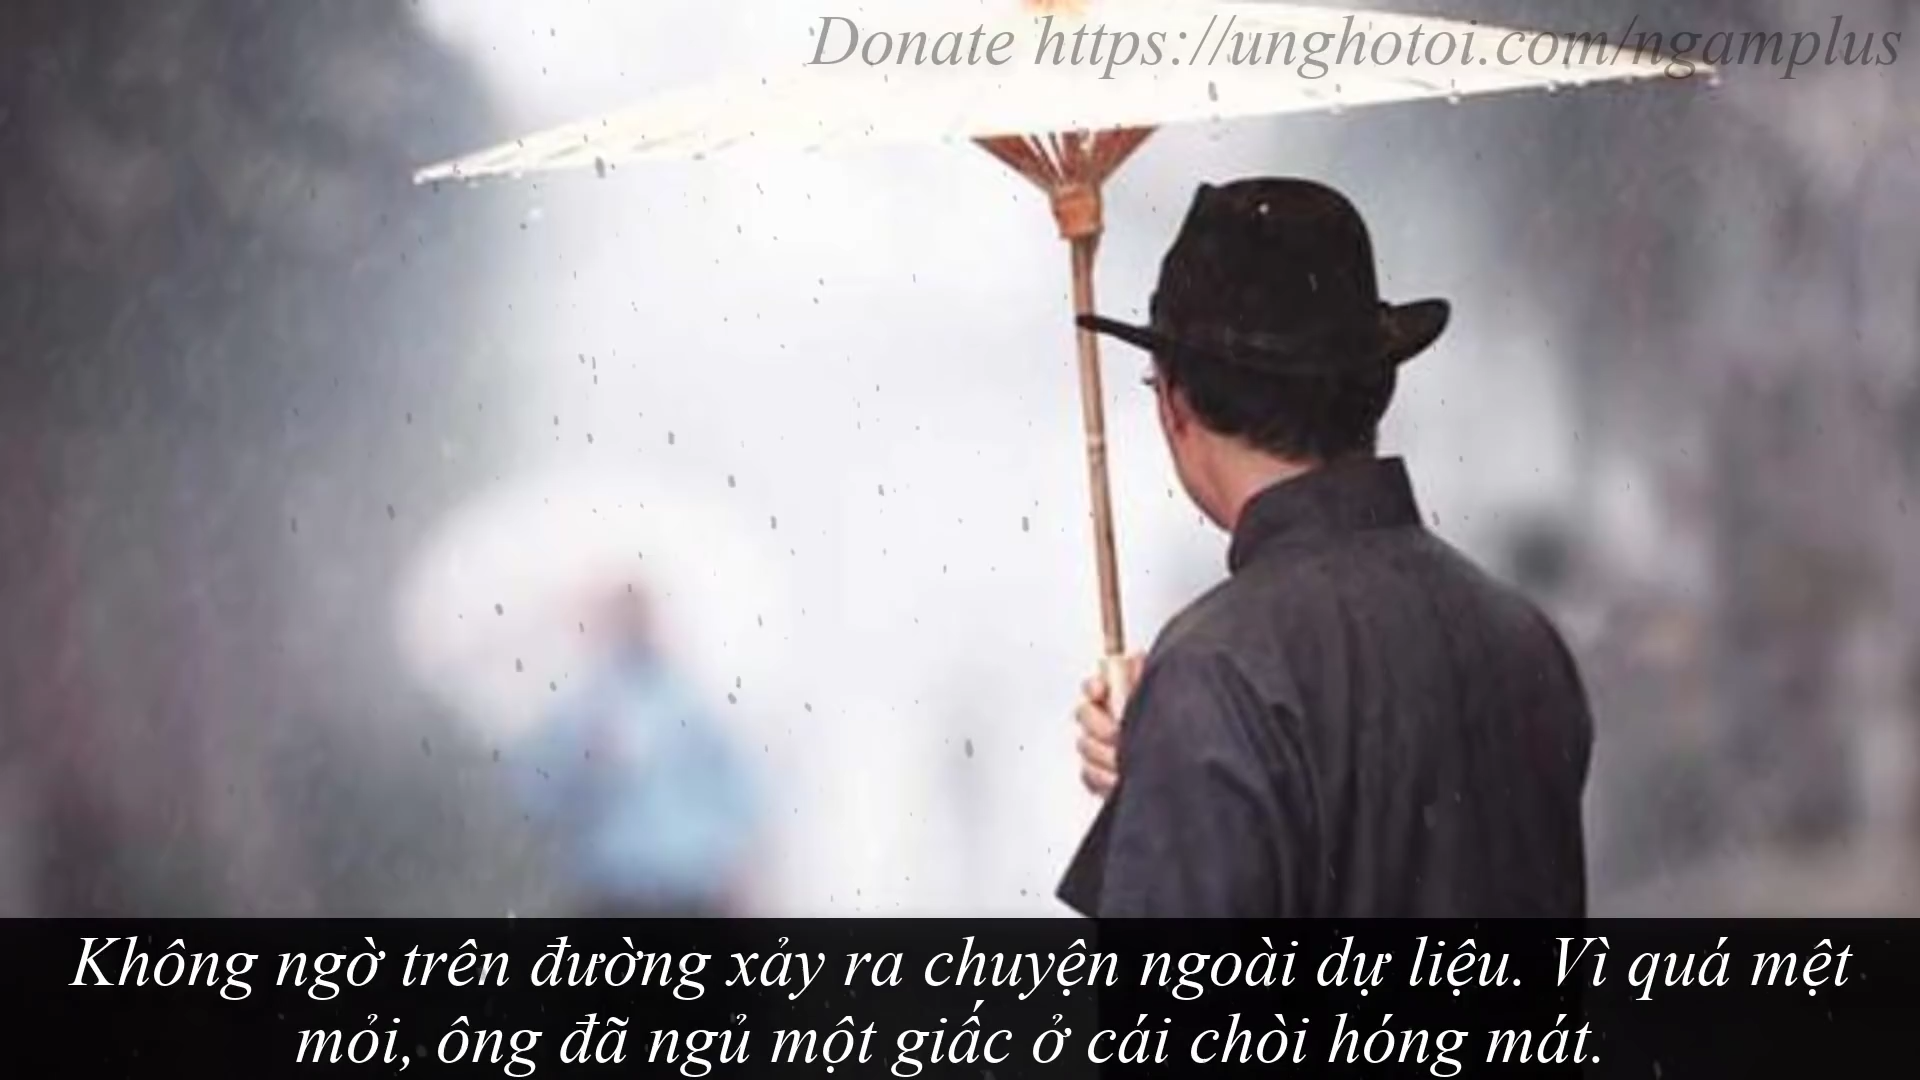 Donate https://unghotoi.com/ngamplus
Không ngờ trên đường xảy ra chuyện ngoài dự liệu. Vì quá mệt
mỏi, ông đã ngủ một giấc ở cái chòi hóng mát.